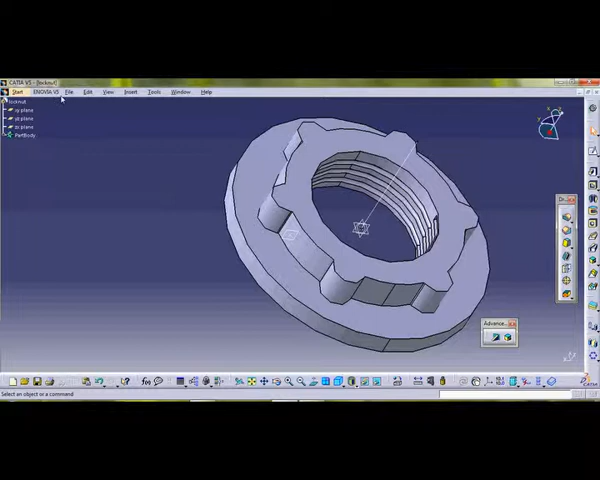 CATIA V5 - [locknut]
Start ENOVIA V5 File Edit View Insert Tools Window Help
locknut
xy plane
yz plane
zx plane
PartBody
Advance...
Select an object or a command